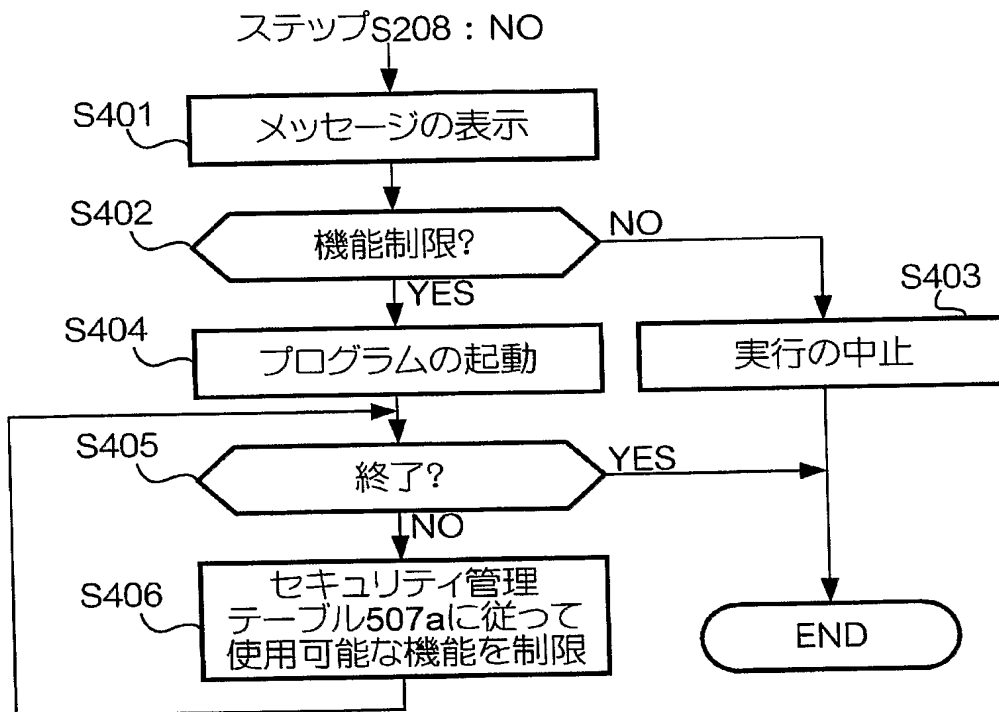 ステップS208 : NO
S401
メッセージの表示
S402
機能制限?
NO
YES
S403
実行の中止
S404
プログラムの起動
S405
終了?
YES
NO
S406
セキュリティ管理
テーブル507aに従って
使用可能な機能を制限
END